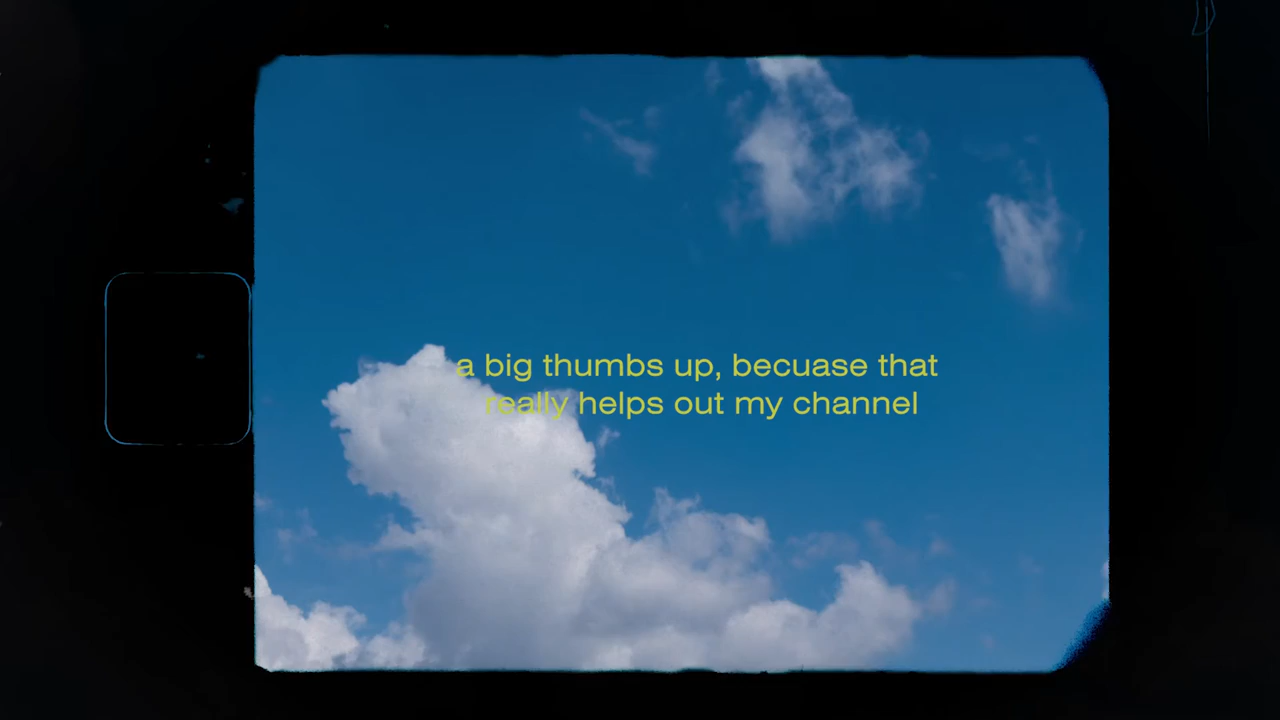 a big thumbs up, becuase that
really helps out my channel